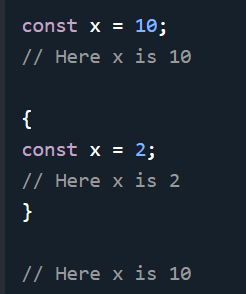 const x = 10;
// Here x is 10
{
const x = 2;
// Here x is 2
}
// Here x is 10